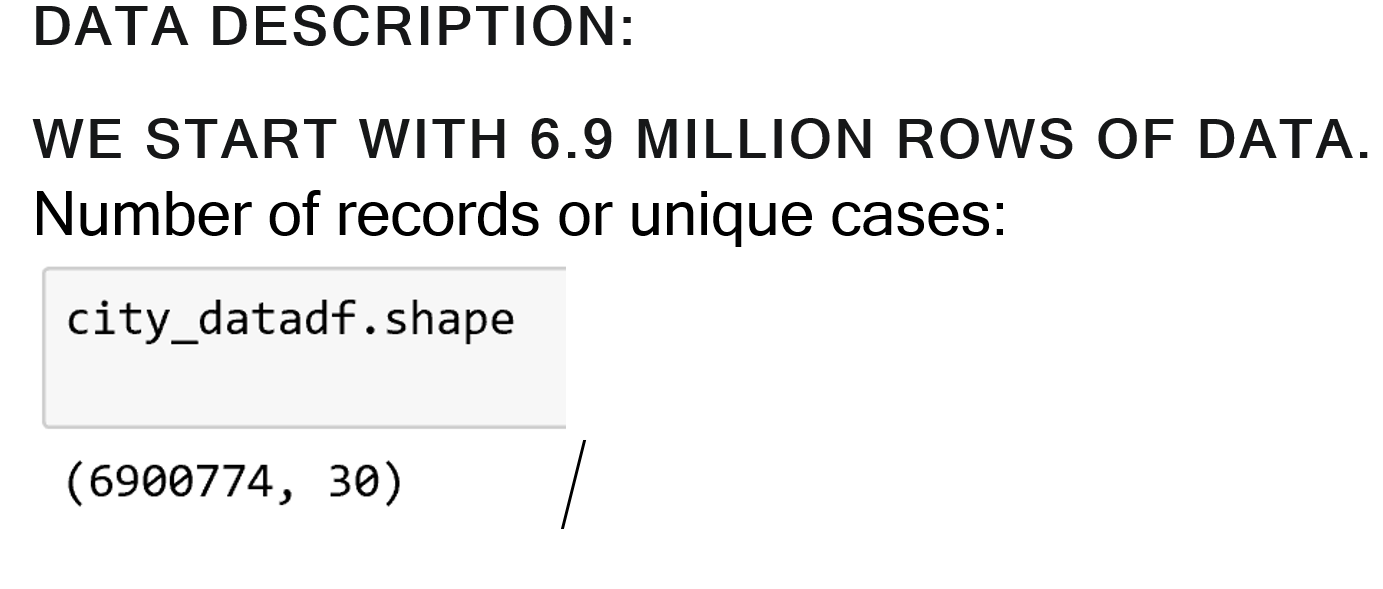 DATA DESCRIPTION:
WE START WITH 6.9 MILLION ROWS OF DATA.
Number of records or unique cases:
city_datadf.shape
(6900774, 30) /